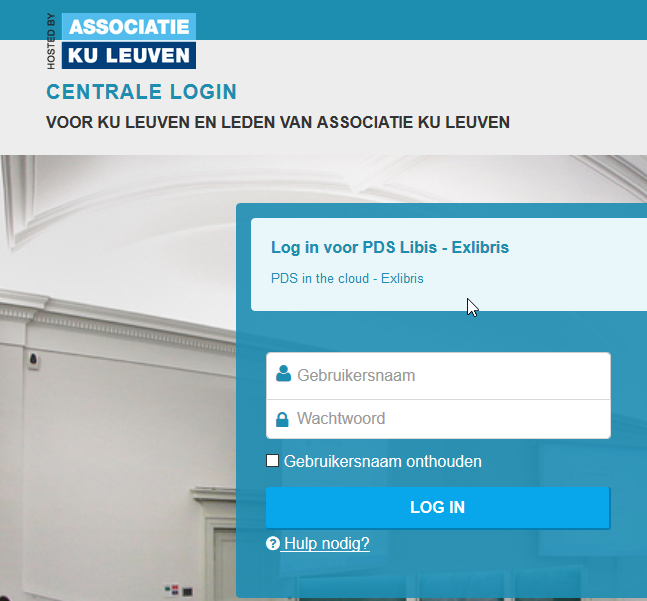 HOSTED BY
ASSOCIATIE
KU LEUVEN
CENTRALE LOGIN
VOOR KU LEUVEN EN LEDEN VAN ASSOCIATIE KU LEUVEN
Log in voor PDS Libis - Exlibris
PDS in the cloud - Exlibris
Gebruikersnaam
Wachtwoord
Gebruikersnaam onthouden
LOG IN
Hulp nodig?